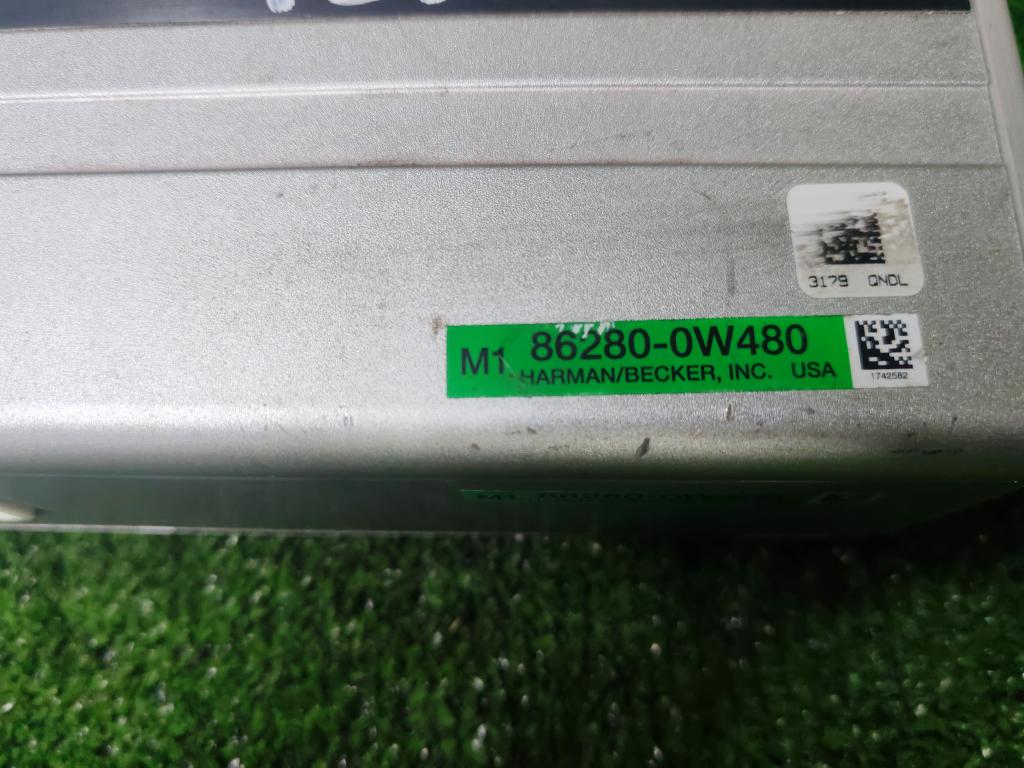 3179 QNDL
M1 86280-0W480
HARMAN/BECKER, INC. USA
1742582